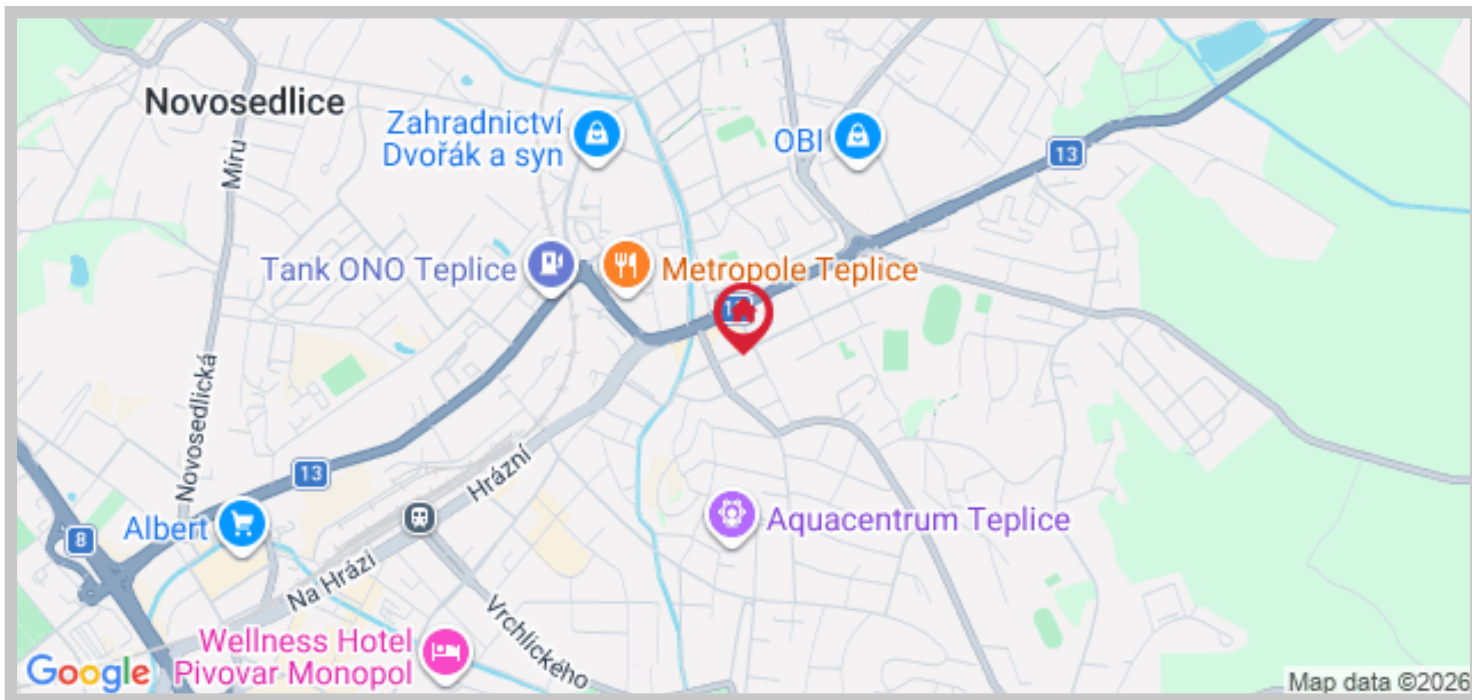 Novosedlice
Zahradnictví
Dvořák a syn
OBI
13
Míru
Tank ONO Teplice
Metropole Teplice
Novosedlická
13
Hrázní
8
Albert
Aquacentrum Teplice
Na Hrázi
Vrchlického
Wellness Hotel
Pivovar Monopol
Google
Map data ©2026